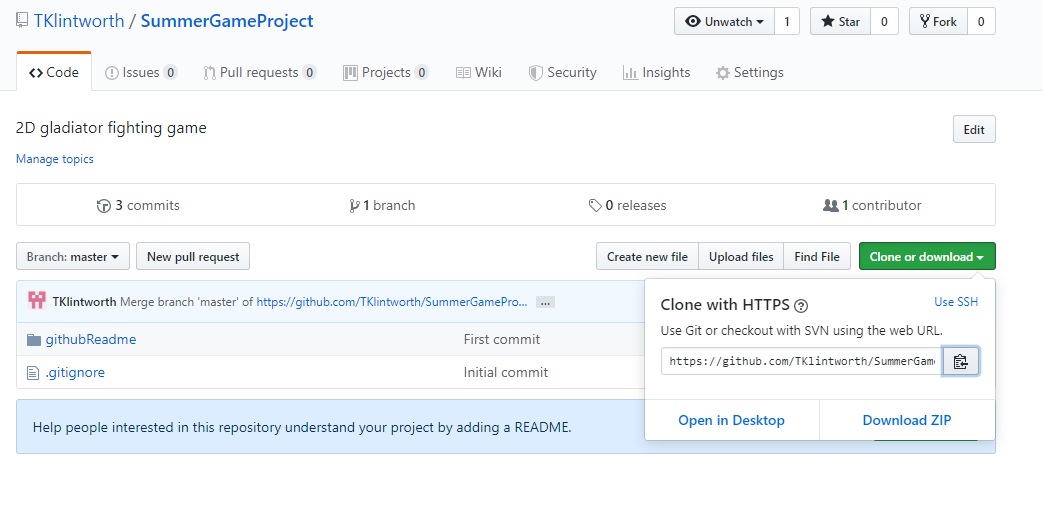 TKlintworth / SummerGameProject
Unwatch 1 Star 0 Fork 0
Code Issues 0 Pull requests 0 Projects 0 Wiki Security Insights Settings
2D gladiator fighting game
Edit
Manage topics
3 commits 1 branch 0 releases 1 contributor
Branch: master New pull request Create new file Upload files Find File Clone or download
TKlintworth Merge branch 'master' of https://github.com/TKlintworth/SummerGamePro... ...
githubReadme First commit
.gitignore Initial commit
Help people interested in this repository understand your project by adding a README.
Clone with HTTPS ? Use SSH
Use Git or checkout with SVN using the web URL.
https://github.com/TKlintworth/SummerGame
Open in Desktop Download ZIP